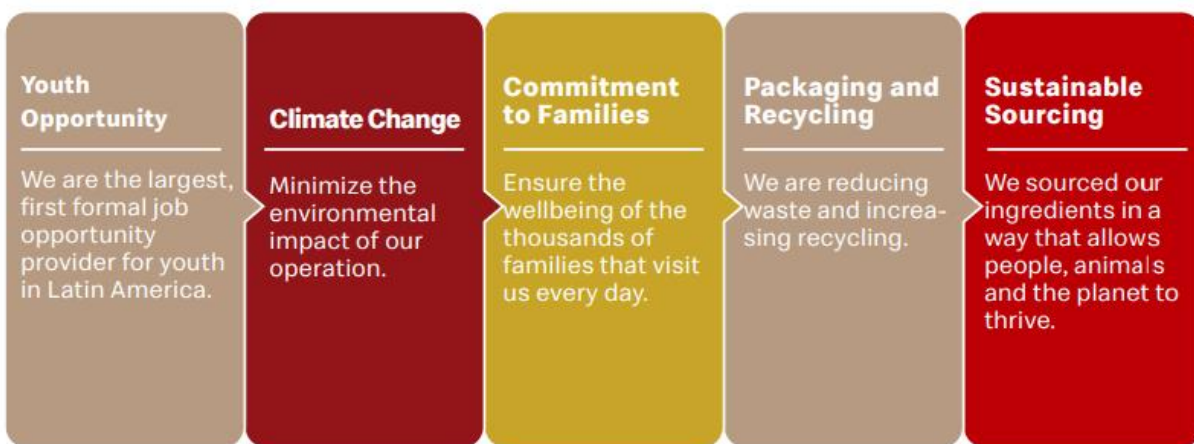 Youth
Opportunity
We are the largest,
first formal job
opportunity
provider for youth
in Latin America.
Climate Change
Minimize the
environmental
impact of our
operation.
Commitment
to Families
Ensure the
wellbeing of the
thousands of
families that visit
us every day.
Packaging and
Recycling
We are reducing
waste and increa-
sing recycling.
Sustainable
Sourcing
We sourced our
ingredients in a
way that allows
people, animals
and the planet to
thrive.